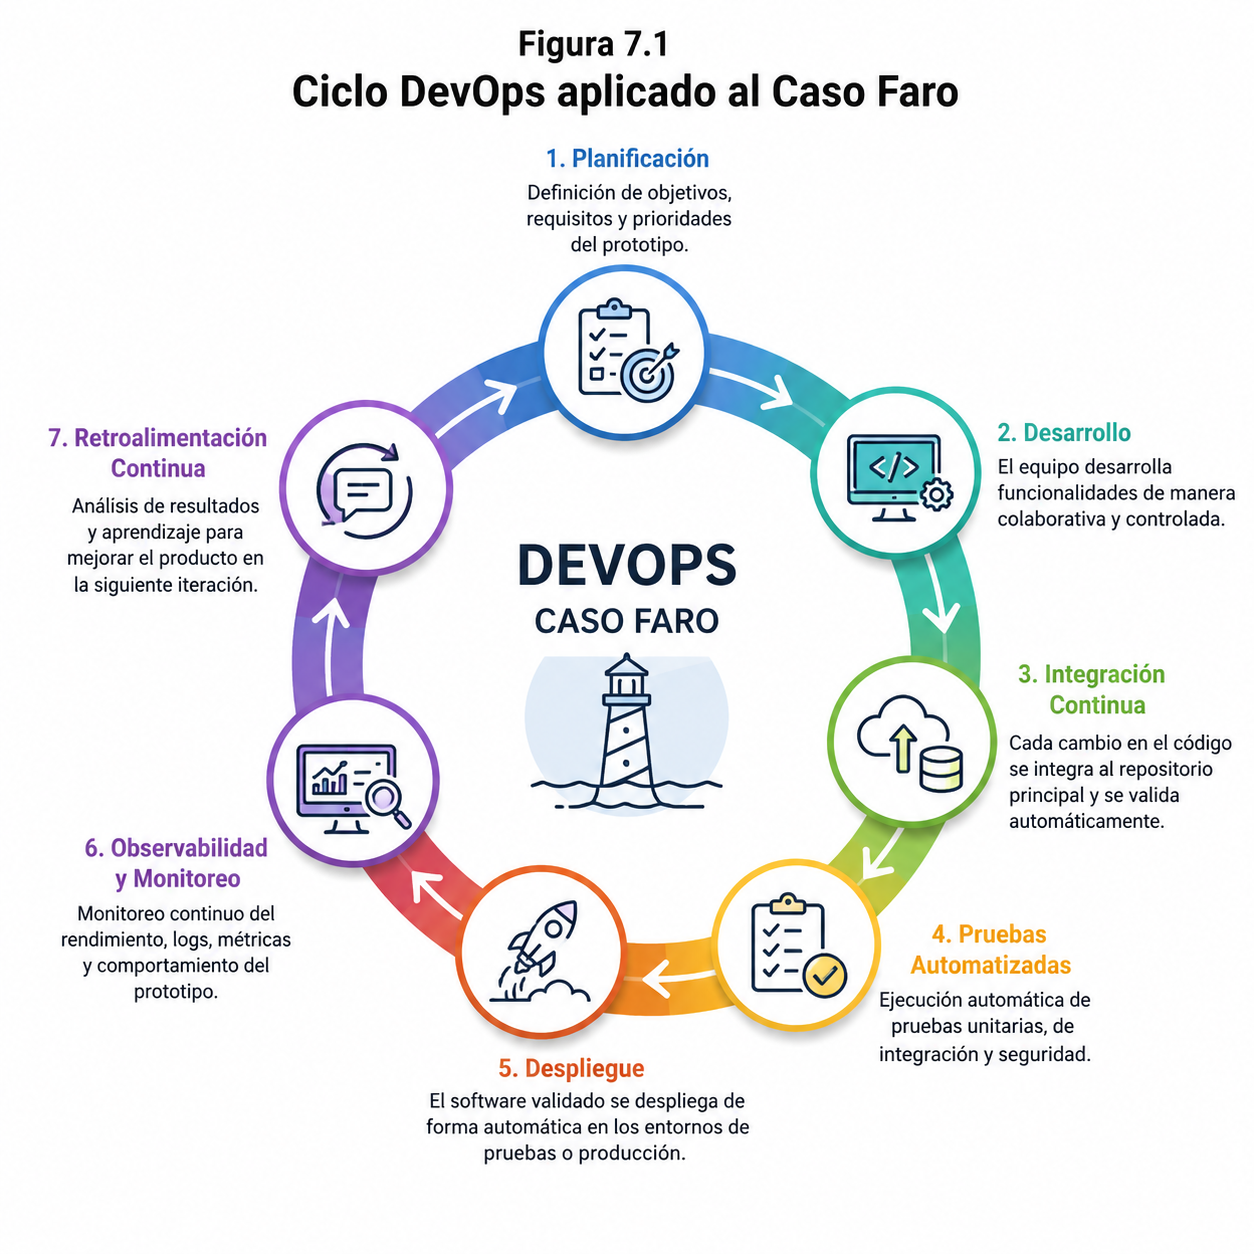 Figura 7.1
Ciclo DevOps aplicado al Caso Faro
1. Planificación
Definición de objetivos,
requisitos y prioridades
del prototipo.
2. Desarrollo
El equipo desarrolla
funcionalidades de manera
colaborativa y controlada.
3. Integración
Continua
Cada cambio en el código
se integra al repositorio
principal y se valida
automáticamente.
4. Pruebas
Automatizadas
Ejecución automática de
pruebas unitarias, de
integración y seguridad.
5. Despliegue
El software validado se despliega de
forma automática en los entornos de
pruebas o producción.
6. Observabilidad
y Monitoreo
Monitoreo continuo del
rendimiento, logs, métricas
y comportamiento del
prototipo.
7. Retroalimentación
Continua
Análisis de resultados
y aprendizaje para
mejorar el producto en
la siguiente iteración.
DEVOPS
CASO FARO